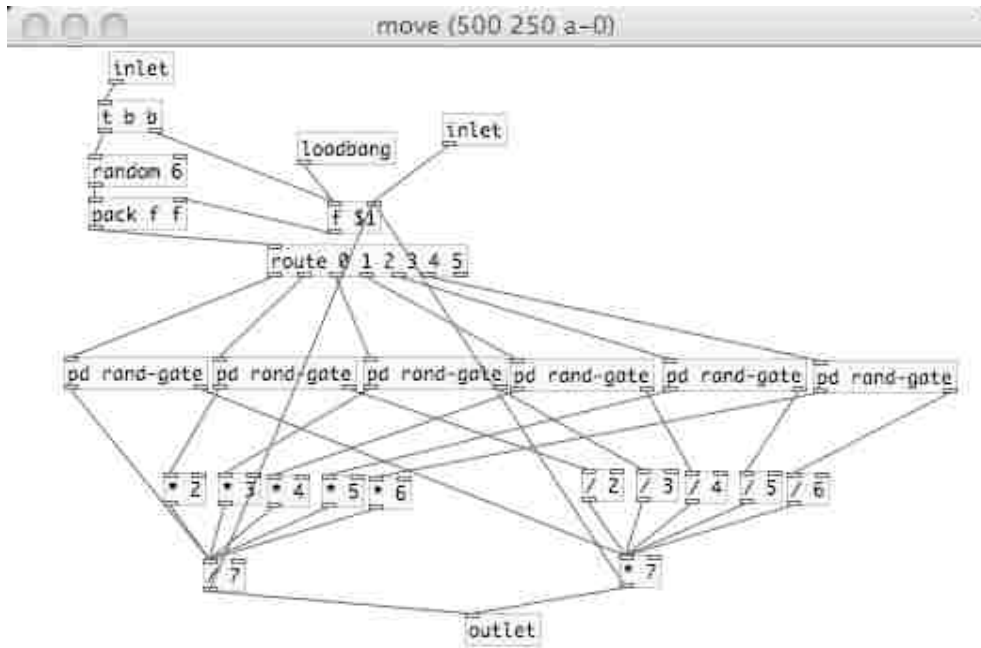 move (500 250 a-0)
inlet
t b b
loadbang
inlet
random 6
pack f f
f $1
route 0 1 2 3 4 5
pd rand-gate
pd rand-gate
pd rand-gate
pd rand-gate
pd rand-gate
pd rand-gate
* 2
* 3
* 4
* 5
* 6
/ 2
/ 3
/ 4
/ 5
/ 6
/ 7
* 7
outlet